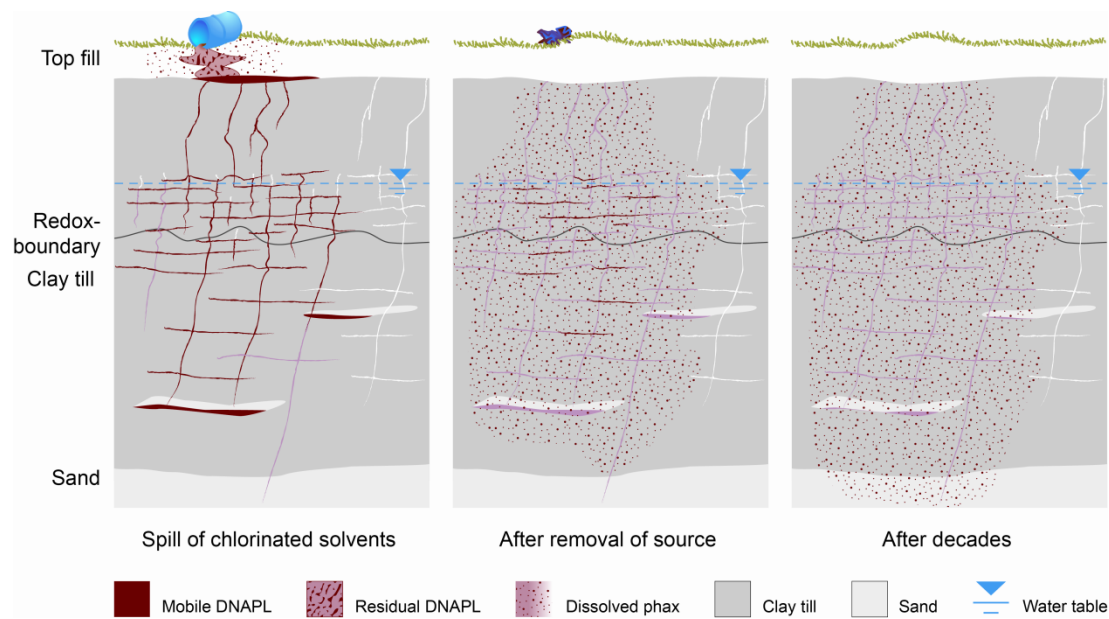 Top fill
Redox-
boundary
Clay till
Sand
Spill of chlorinated solvents
After removal of source
After decades
Mobile DNAPL
Residual DNAPL
Dissolved phax
Clay till
Sand
Water table